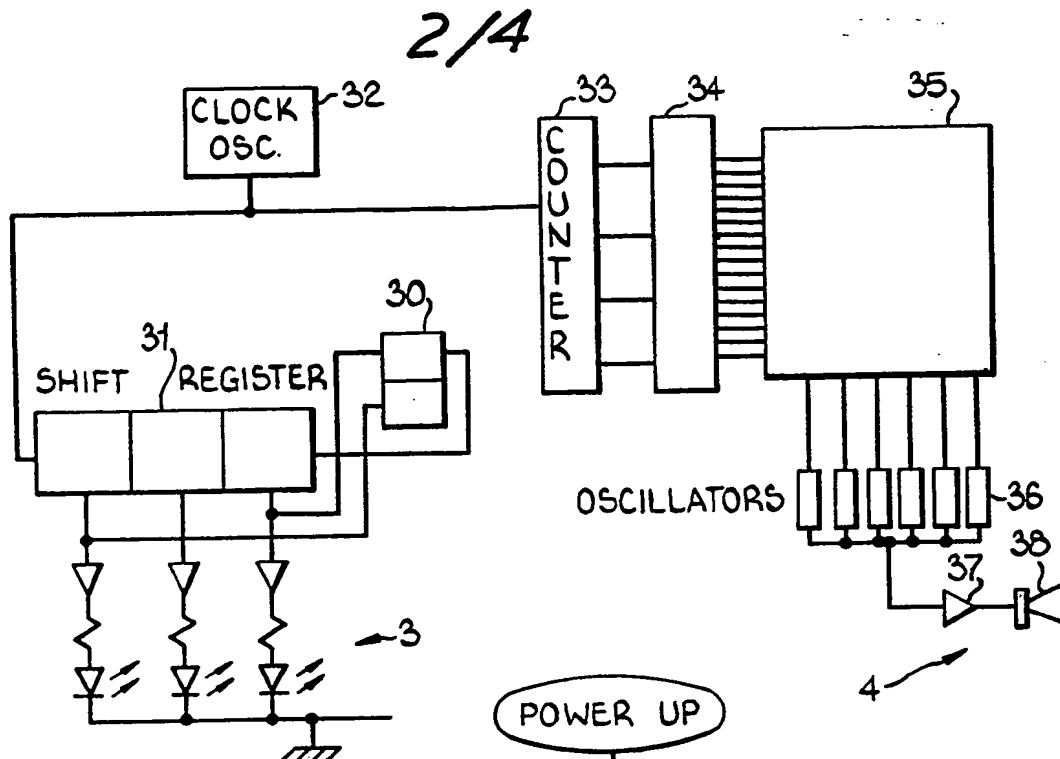 2/4
CLOCK OSC.
32
33
34
35
COUNTER
30
31
SHIFT REGISTER
OSCILLATORS
36
37
38
3
4
POWER UP